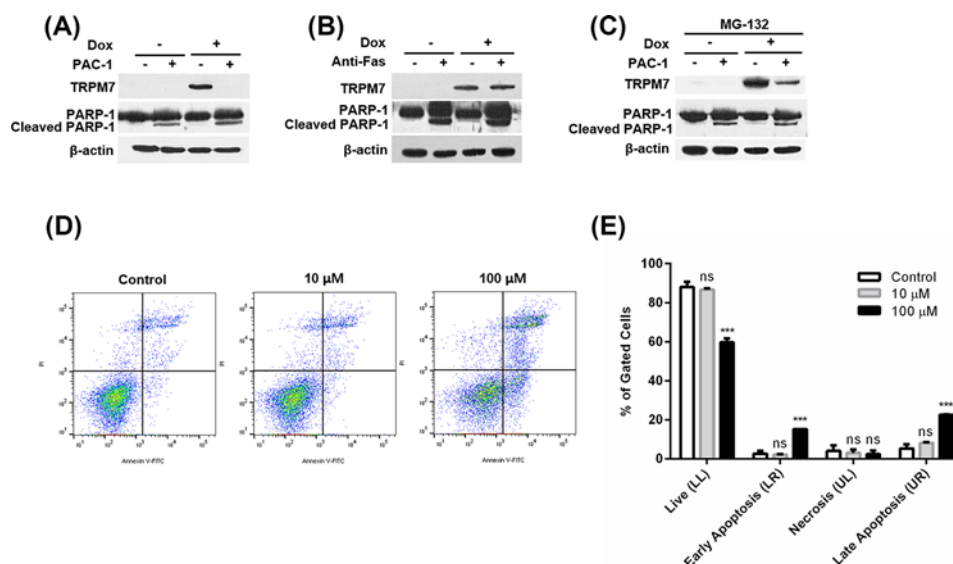 (A)
Dox - +
PAC-1 - + - +
TRPM7
PARP-1
Cleaved PARP-1
β-actin
(B)
Dox - +
Anti-Fas - + - +
TRPM7
PARP-1
Cleaved PARP-1
β-actin
(C)
MG-132
Dox - +
PAC-1 - + - +
TRPM7
PARP-1
Cleaved PARP-1
β-actin
(D)
Control
10 µM
100 µM
PI
PI
PI
Annexin V-FITC
Annexin V-FITC
Annexin V-FITC
(E)
% of Gated Cells
100
80
60
40
20
0
Control
10 µM
100 µM
ns
***
ns
***
ns
ns
ns
***
Live (LL)
Early Apoptosis (LR)
Necrosis (UL)
Late Apoptosis (UR)